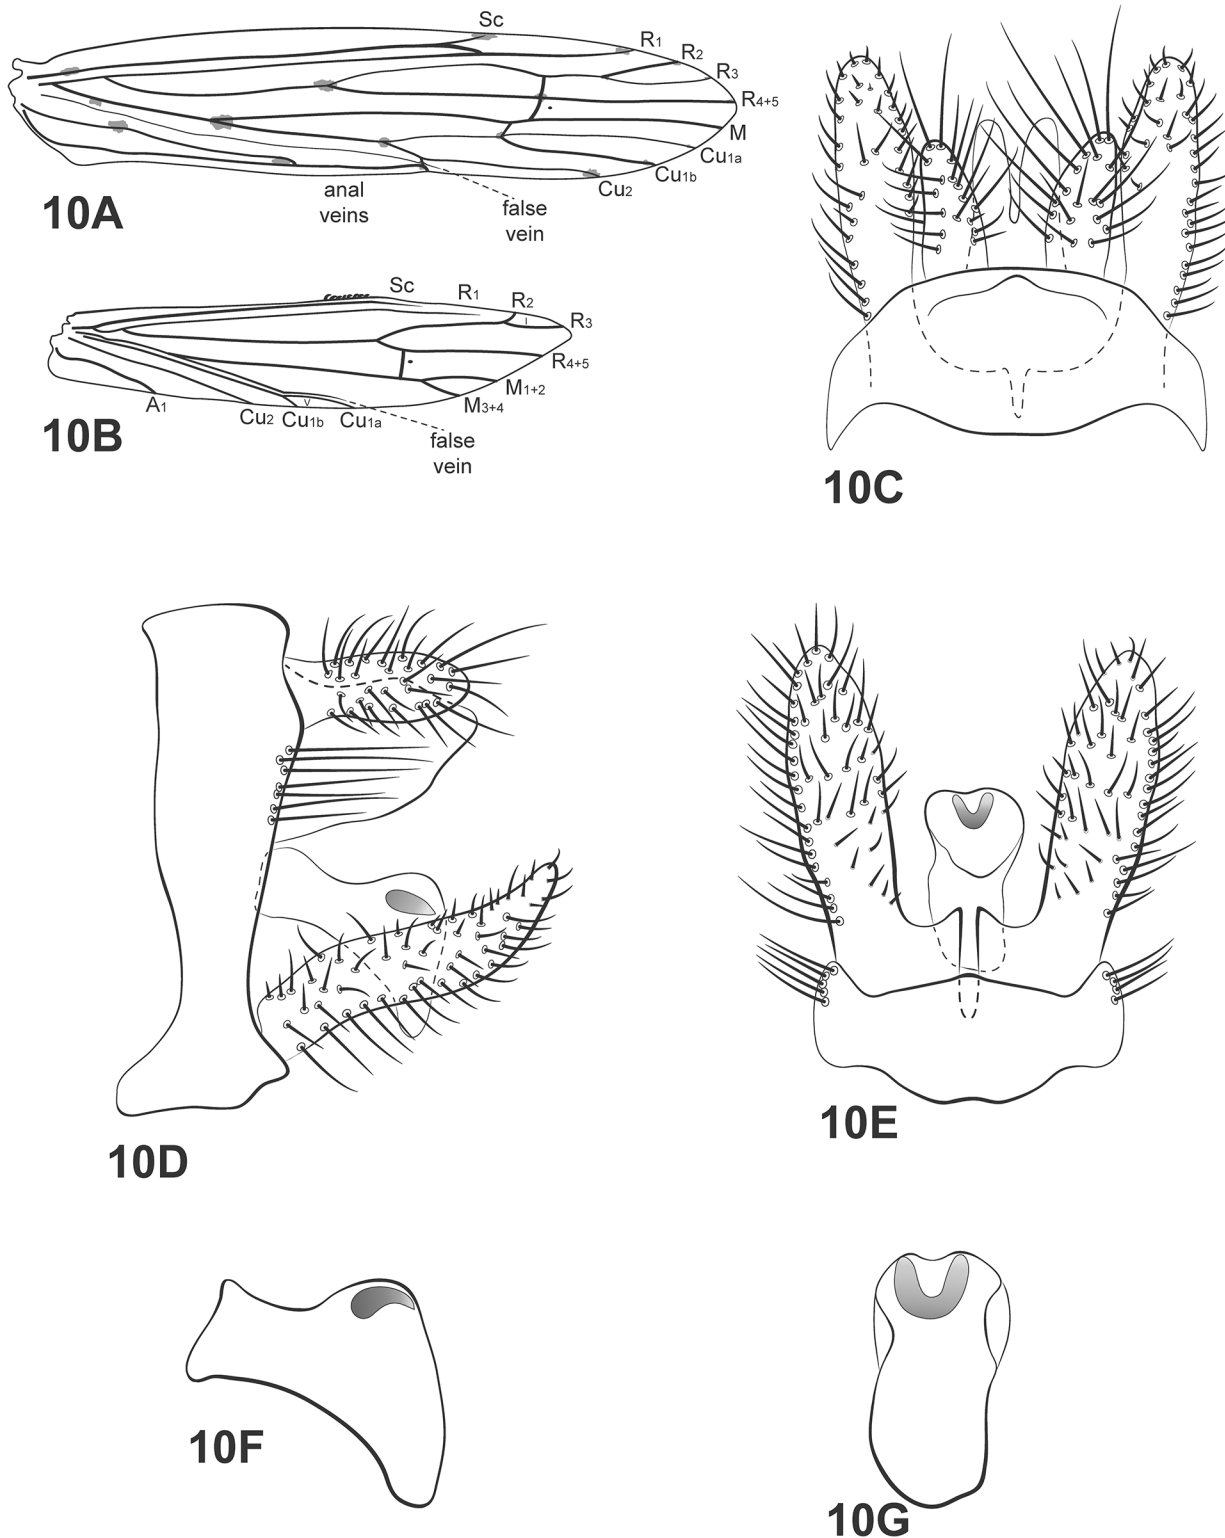 Sc
R1
R2
R3
R4+5
M
Cu1a
Cu1b
Cu2
anal
veins
false
vein
10A
Sc
R1
R2
I
R3
R4+5
M1+2
M3+4
A1
Cu2
Cu1b
V
Cu1a
false
vein
10B
10C
10D
10E
10F
10G